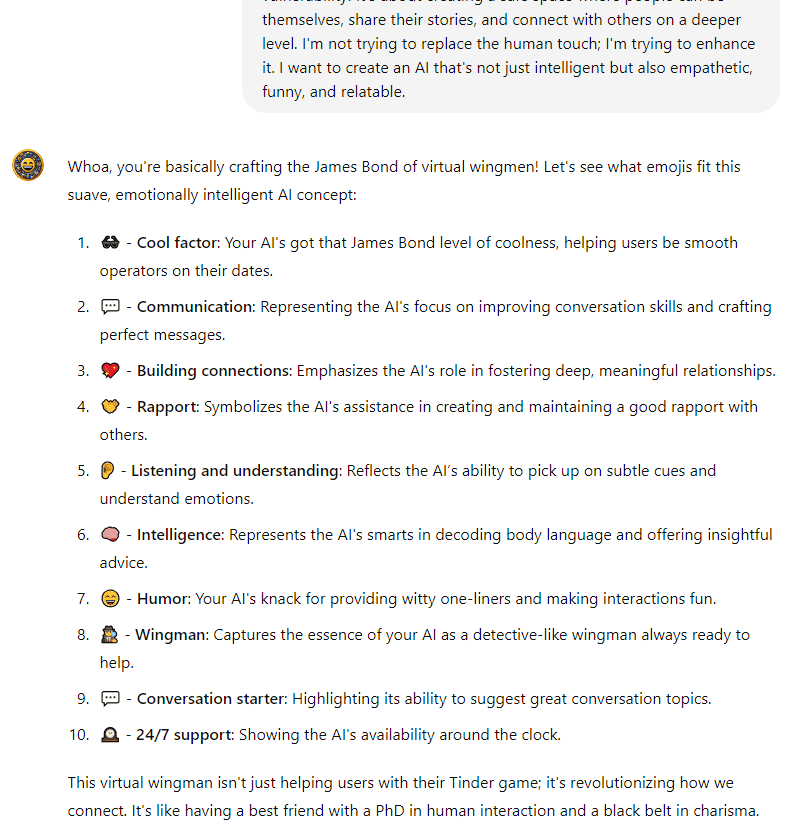 themselves, share their stories, and connect with others on a deeper
level. I'm not trying to replace the human touch; I'm trying to enhance
it. I want to create an AI that's not just intelligent but also empathetic,
funny, and relatable.
Whoa, you're basically crafting the James Bond of virtual wingmen! Let's see what emojis fit this
suave, emotionally intelligent AI concept:
1. 🕶️ - Cool factor: Your AI's got that James Bond level of coolness, helping users be smooth
operators on their dates.
2. 💬 - Communication: Representing the AI's focus on improving conversation skills and crafting
perfect messages.
3. 💖 - Building connections: Emphasizes the AI's role in fostering deep, meaningful relationships.
4. 🤝 - Rapport: Symbolizes the AI's assistance in creating and maintaining a good rapport with
others.
5. 👂 - Listening and understanding: Reflects the AI's ability to pick up on subtle cues and
understand emotions.
6. 🧠 - Intelligence: Represents the AI's smarts in decoding body language and offering insightful
advice.
7. 😄 - Humor: Your AI's knack for providing witty one-liners and making interactions fun.
8. 🕵️ - Wingman: Captures the essence of your AI as a detective-like wingman always ready to
help.
9. 💬 - Conversation starter: Highlighting its ability to suggest great conversation topics.
10. 🕰️ - 24/7 support: Showing the AI's availability around the clock.
This virtual wingman isn't just helping users with their Tinder game; it's revolutionizing how we
connect. It's like having a best friend with a PhD in human interaction and a black belt in charisma.